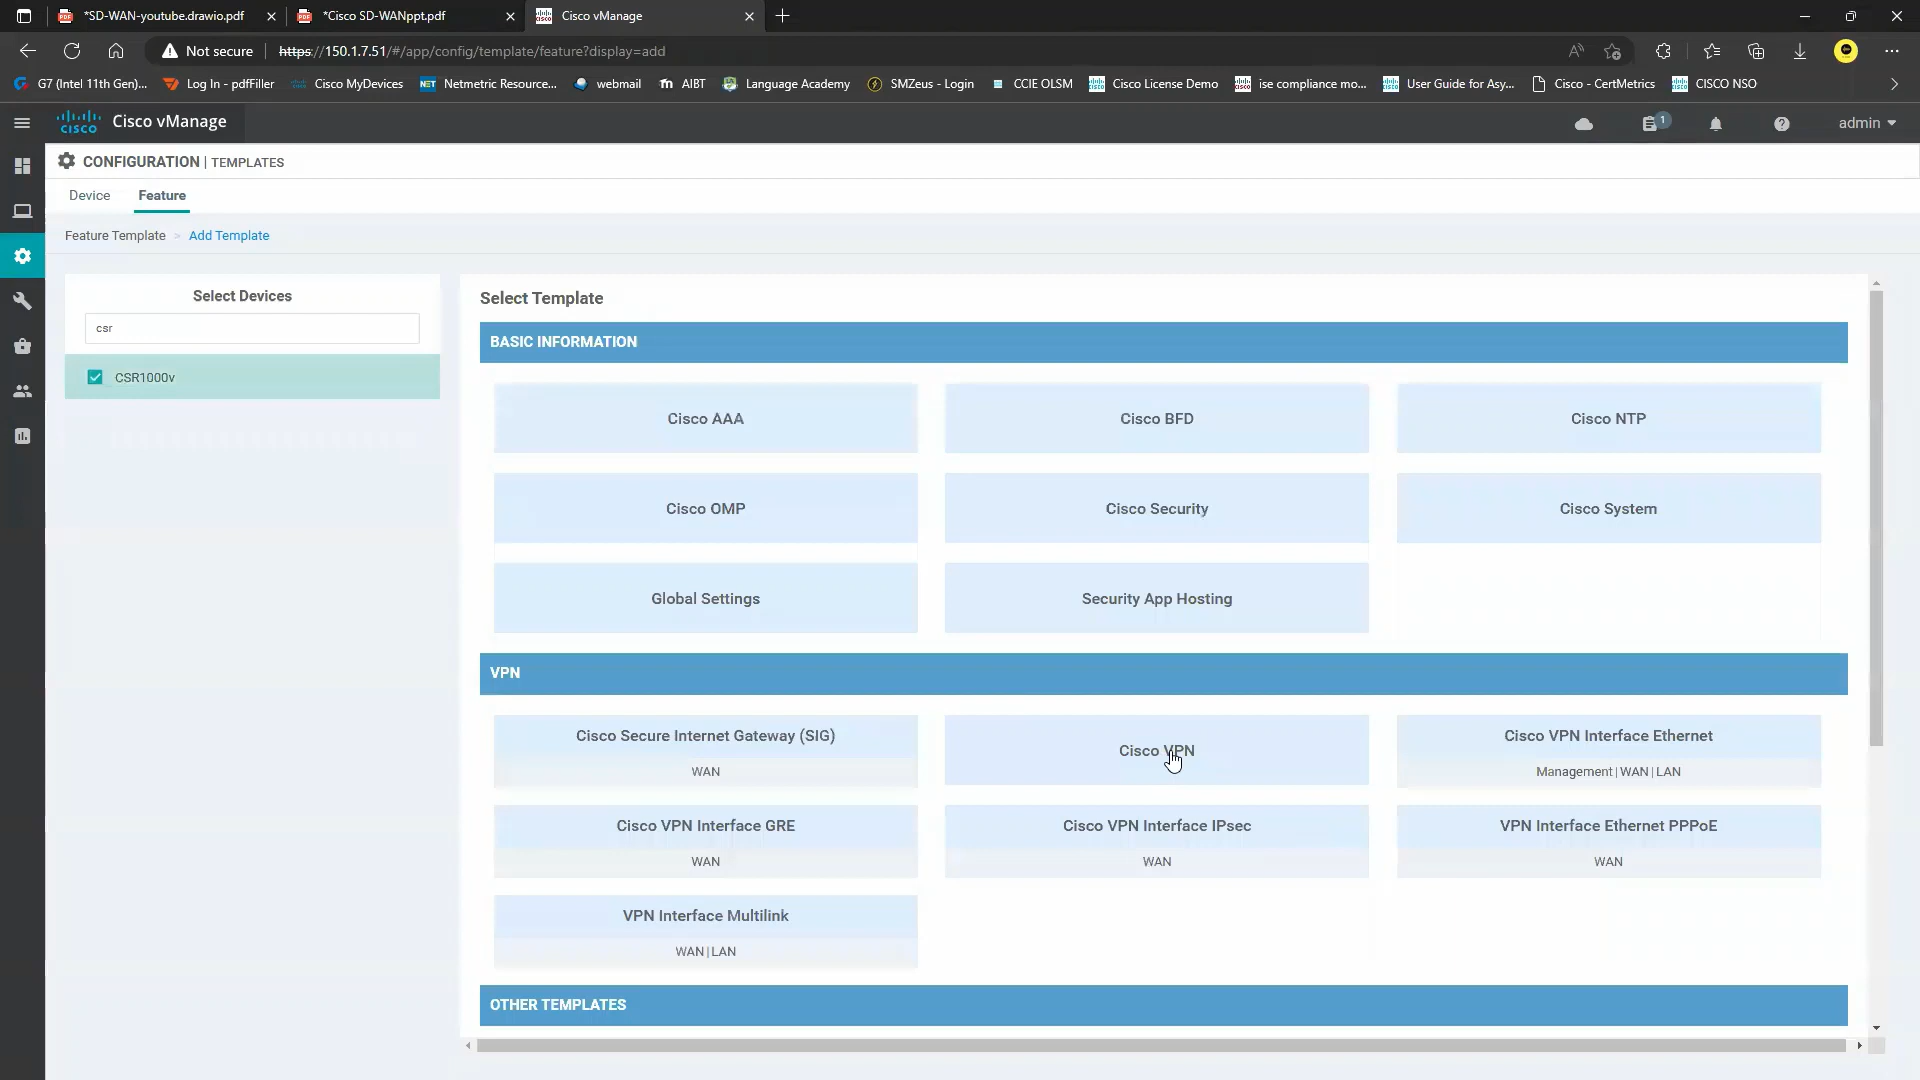 *SD-WAN-youtube.drawio.pdf
*Cisco SD-WANppt.pdf
Cisco vManage
Not secure
https://150.1.7.51/#/app/config/template/feature?display=add
G7 (Intel 11th Gen)...
Log In - pdfFiller
Cisco MyDevices
NET
Netmetric Resource...
webmail
AIBT
Language Academy
SMZeus - Login
CCIE OLSM
Cisco License Demo
ise compliance mo...
User Guide for Asy...
Cisco - CertMetrics
CISCO NSO
CISCO
Cisco vManage
1
admin
CONFIGURATION | TEMPLATES
Device
Feature
Feature Template > Add Template
Select Devices
csr
CSR1000v
Select Template
BASIC INFORMATION
Cisco AAA
Cisco BFD
Cisco NTP
Cisco OMP
Cisco Security
Cisco System
Global Settings
Security App Hosting
VPN
Cisco Secure Internet Gateway (SIG)
WAN
Cisco VPN
Cisco VPN Interface Ethernet
Management | WAN | LAN
Cisco VPN Interface GRE
WAN
Cisco VPN Interface IPsec
WAN
VPN Interface Ethernet PPPoE
WAN
VPN Interface Multilink
WAN | LAN
OTHER TEMPLATES